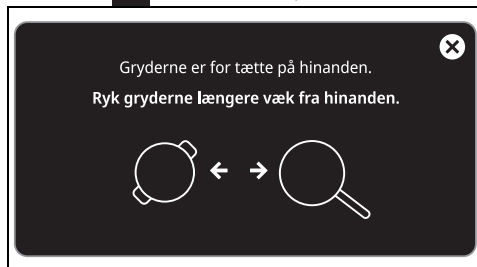 Gryderne er for tætte på hinanden.
Ryk gryderne længere væk fra hinanden.